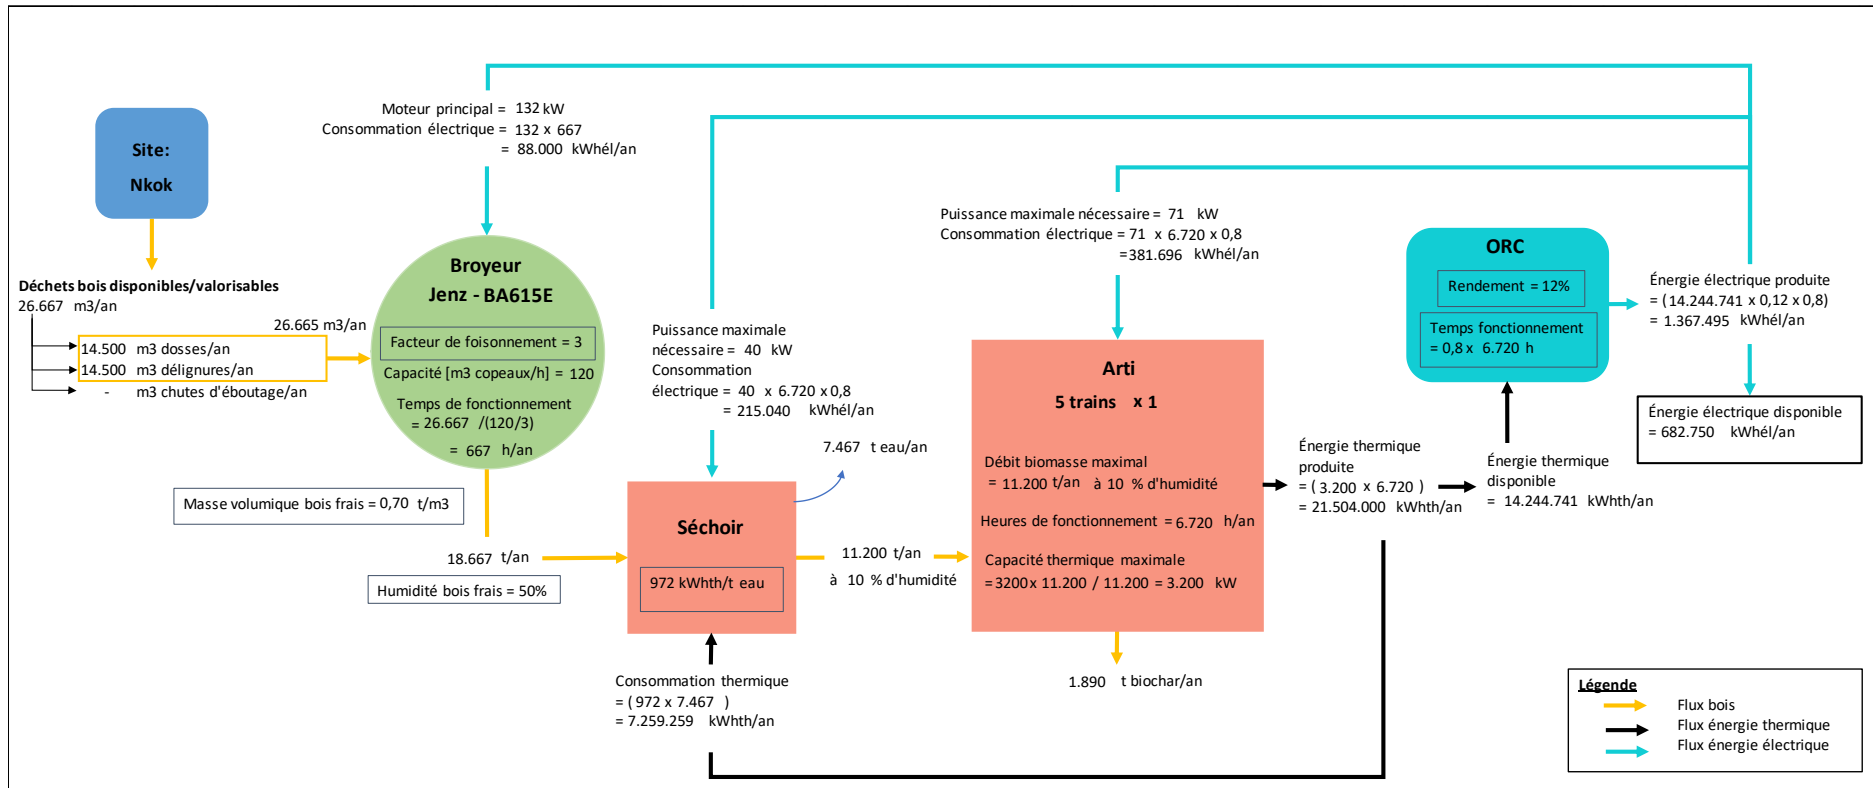 Site:
Nkok
Déchets bois disponibles/valorisables
26.667 m3/an
26.665 m3/an
14.500 m3 dosses/an
14.500 m3 délignures/an
- m3 chutes d'éboutage/an
Moteur principal = 132 kW
Consommation électrique = 132 x 667
= 88.000 kWhél/an
Broyeur
Jenz - BA615E
Facteur de foisonnement = 3
Capacité [m3 copeaux/h] = 120
Temps de fonctionnement
= 26.667 /(120/3)
= 667 h/an
Masse volumique bois frais = 0,70 t/m3
18.667 t/an
Humidité bois frais = 50%
Puissance maximale
nécessaire = 40 kW
Consommation
électrique = 40 x 6.720 x 0,8
= 215.040 kWhél/an
7.467 t eau/an
Séchoir
972 kWhth/t eau
Consommation thermique
= ( 972 x 7.467 )
= 7.259.259 kWhth/an
11.200 t/an
à 10 % d'humidité
Puissance maximale nécessaire = 71 kW
Consommation électrique = 71 x 6.720 x 0,8
=381.696 kWhél/an
Arti
5 trains x 1
Débit biomasse maximal
= 11.200 t/an à 10 % d'humidité
Heures de fonctionnement = 6.720 h/an
Capacité thermique maximale
= 3200 x 11.200 / 11.200 = 3.200 kW
1.890 t biochar/an
Énergie thermique
produite
= ( 3.200 x 6.720 )
= 21.504.000 kWhth/an
Énergie thermique
disponible
= 14.244.741 kWhth/an
ORC
Rendement = 12%
Temps fonctionnement
= 0,8 x 6.720 h
Énergie électrique produite
= (14.244.741 x 0,12 x 0,8)
= 1.367.495 kWhél/an
Énergie électrique disponible
= 682.750 kWhél/an
Légende
Flux bois
Flux énergie thermique
Flux énergie électrique